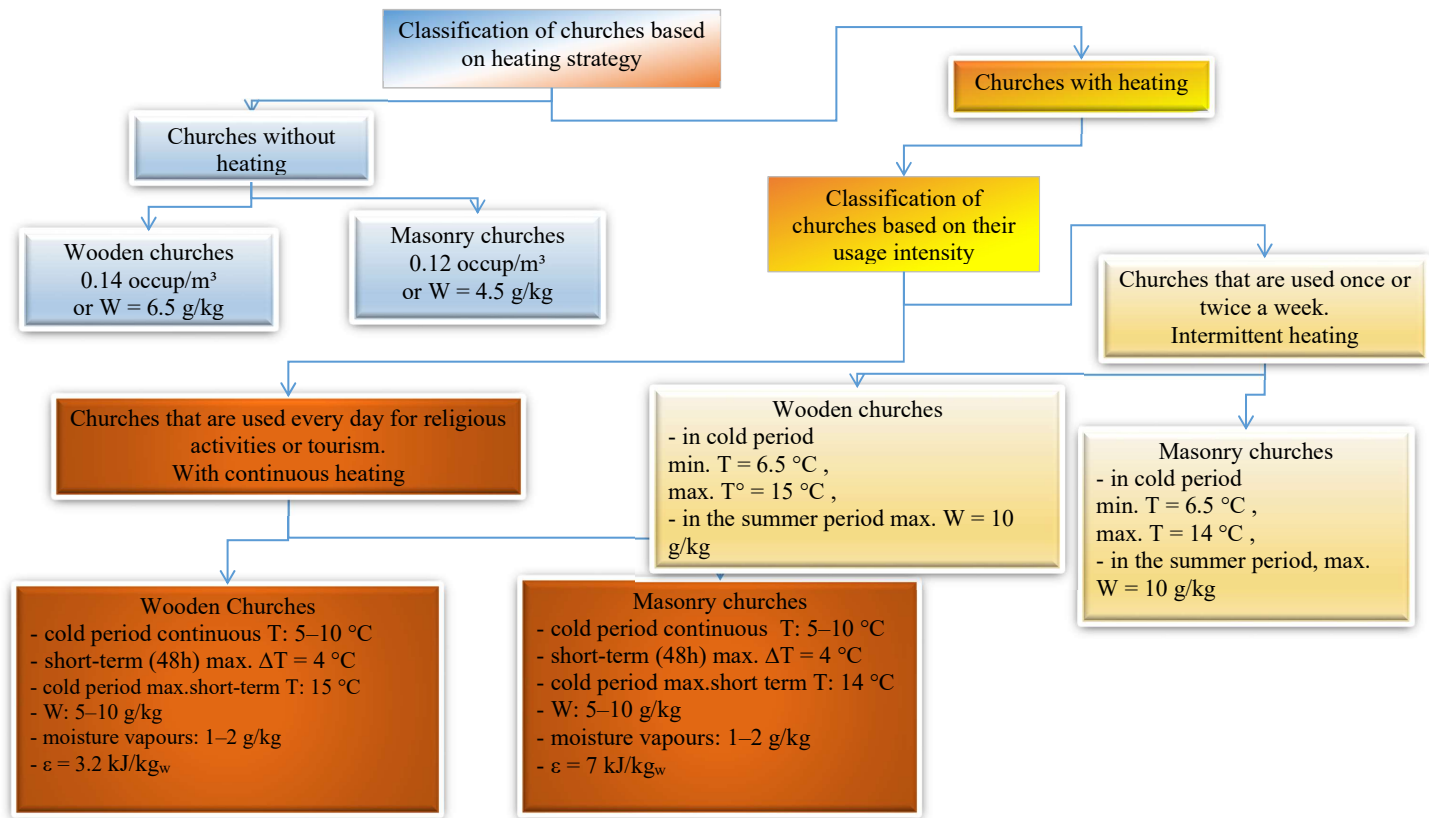 Classification of churches based
on heating strategy
Churches with heating
Churches without
heating
Classification of
churches based on their
usage intensity
Wooden churches
0.14 occup/m³
or W = 6.5 g/kg
Masonry churches
0.12 occup/m³
or W = 4.5 g/kg
Churches that are used once or
twice a week.
Intermittent heating
Churches that are used every day for religious
activities or tourism.
With continuous heating
Wooden churches
- in cold period
min. T = 6.5 °C ,
max. T° = 15 °C ,
- in the summer period max. W = 10
g/kg
Masonry churches
- in cold period
min. T = 6.5 °C ,
max. T = 14 °C ,
- in the summer period, max.
W = 10 g/kg
Wooden Churches
- cold period continuous T: 5–10 °C
- short-term (48h) max. ΔT = 4 °C
- cold period max.short-term T: 15 °C
- W: 5–10 g/kg
- moisture vapours: 1–2 g/kg
- ε = 3.2 kJ/kgw
Masonry churches
- cold period continuous T: 5–10 °C
- short-term (48h) max. ΔT = 4 °C
- cold period max.short term T: 14 °C
- W: 5–10 g/kg
- moisture vapours: 1–2 g/kg
- ε = 7 kJ/kgw